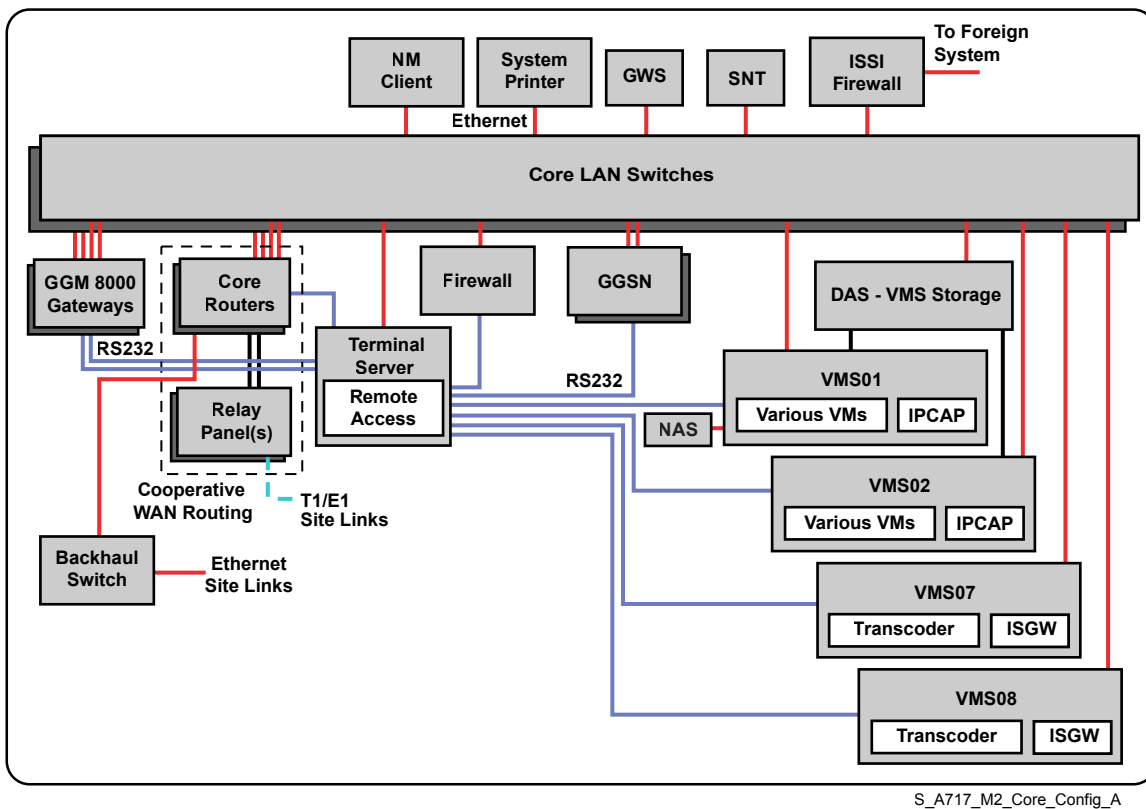 To Foreign
System
NM
Client
System
Printer
GWS
SNT
ISSI
Firewall
Ethernet
Core LAN Switches
GGM 8000
Gateways
Core
Routers
Firewall
GGSN
DAS - VMS Storage
RS232
Terminal
Server
Remote
Access
RS232
VMS01
Various VMs
IPCAP
NAS
Relay
Panel(s)
VMS02
Various VMs
IPCAP
Cooperative
WAN Routing
T1/E1
Site Links
Backhaul
Switch
Ethernet
Site Links
VMS07
Transcoder
ISGW
VMS08
Transcoder
ISGW
S_A717_M2_Core_Config_A